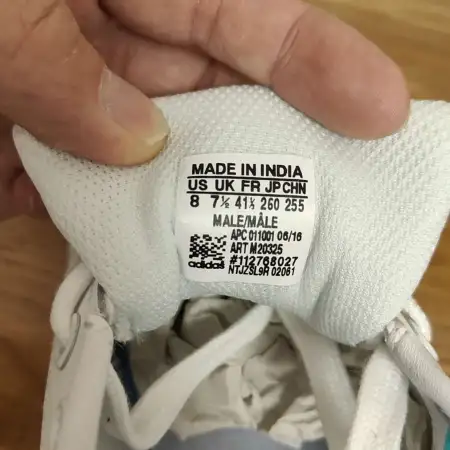 MADE IN INDIA
US UK FR JP CHN
8 7½ 41⅓ 260 255
MALE/MÂLE
APC 011001 06/16
ART M20325
#112768027
adidas NTJZSL9R 02061